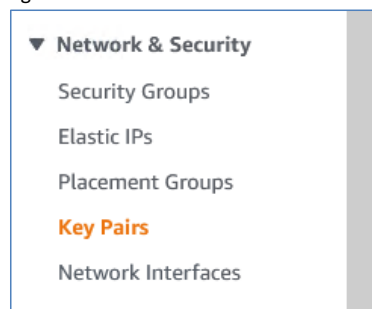 Network & Security
Security Groups
Elastic IPs
Placement Groups
Key Pairs
Network Interfaces